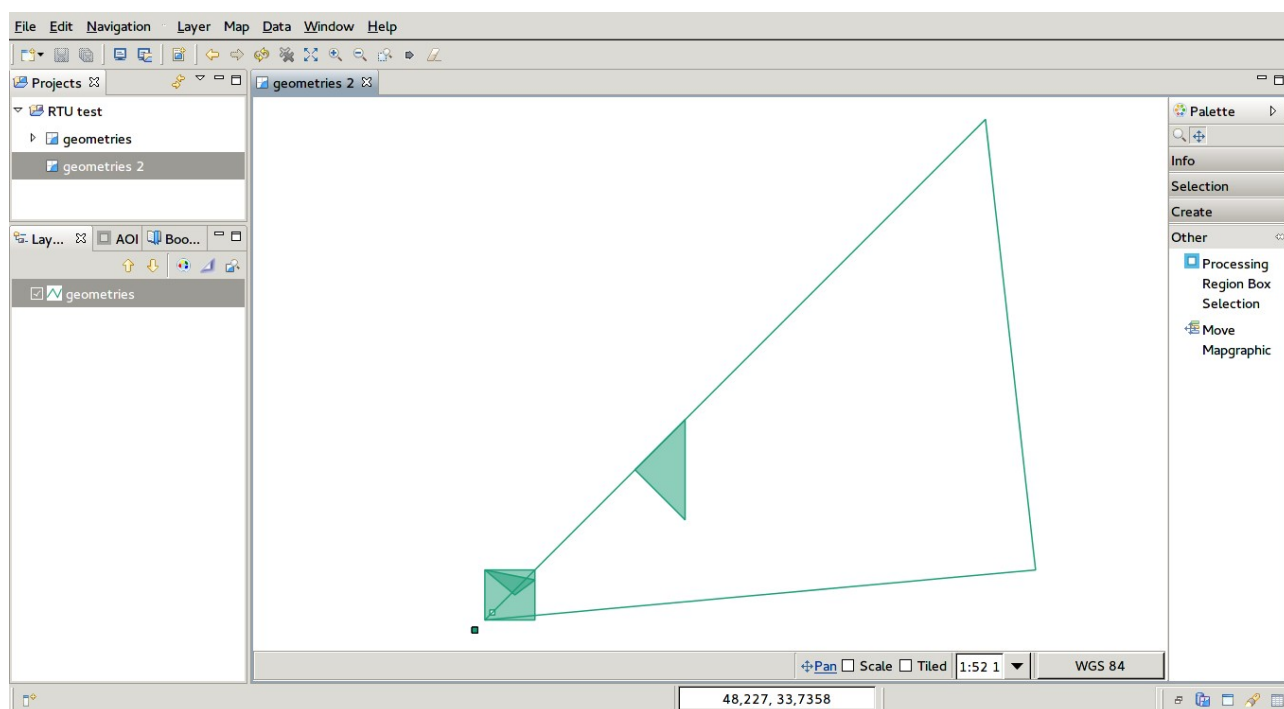 File Edit Navigation Layer Map Data Window Help
Projects
RTU test
geometries
geometries 2
Lay... AOI Boo...
geometries
geometries 2
Pan Scale Tiled 1:52 1 WGS 84
Palette
Info
Selection
Create
Other
Processing
Region Box
Selection
Move
Mapgraphic
48,227, 33,7358